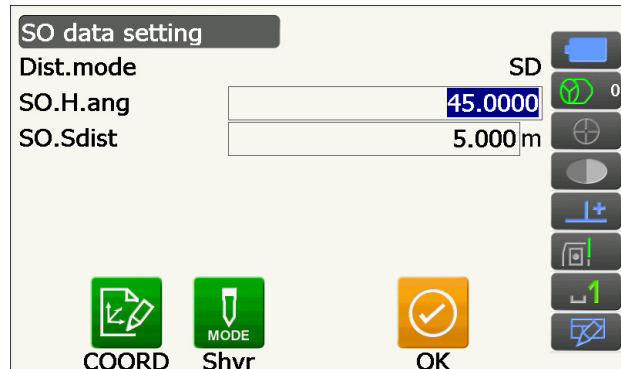 SO data setting
Dist.mode SD
SO.H.ang 45.0000
0
SO.Sdist 5.000 m
1
MODE
COORD Shvr OK